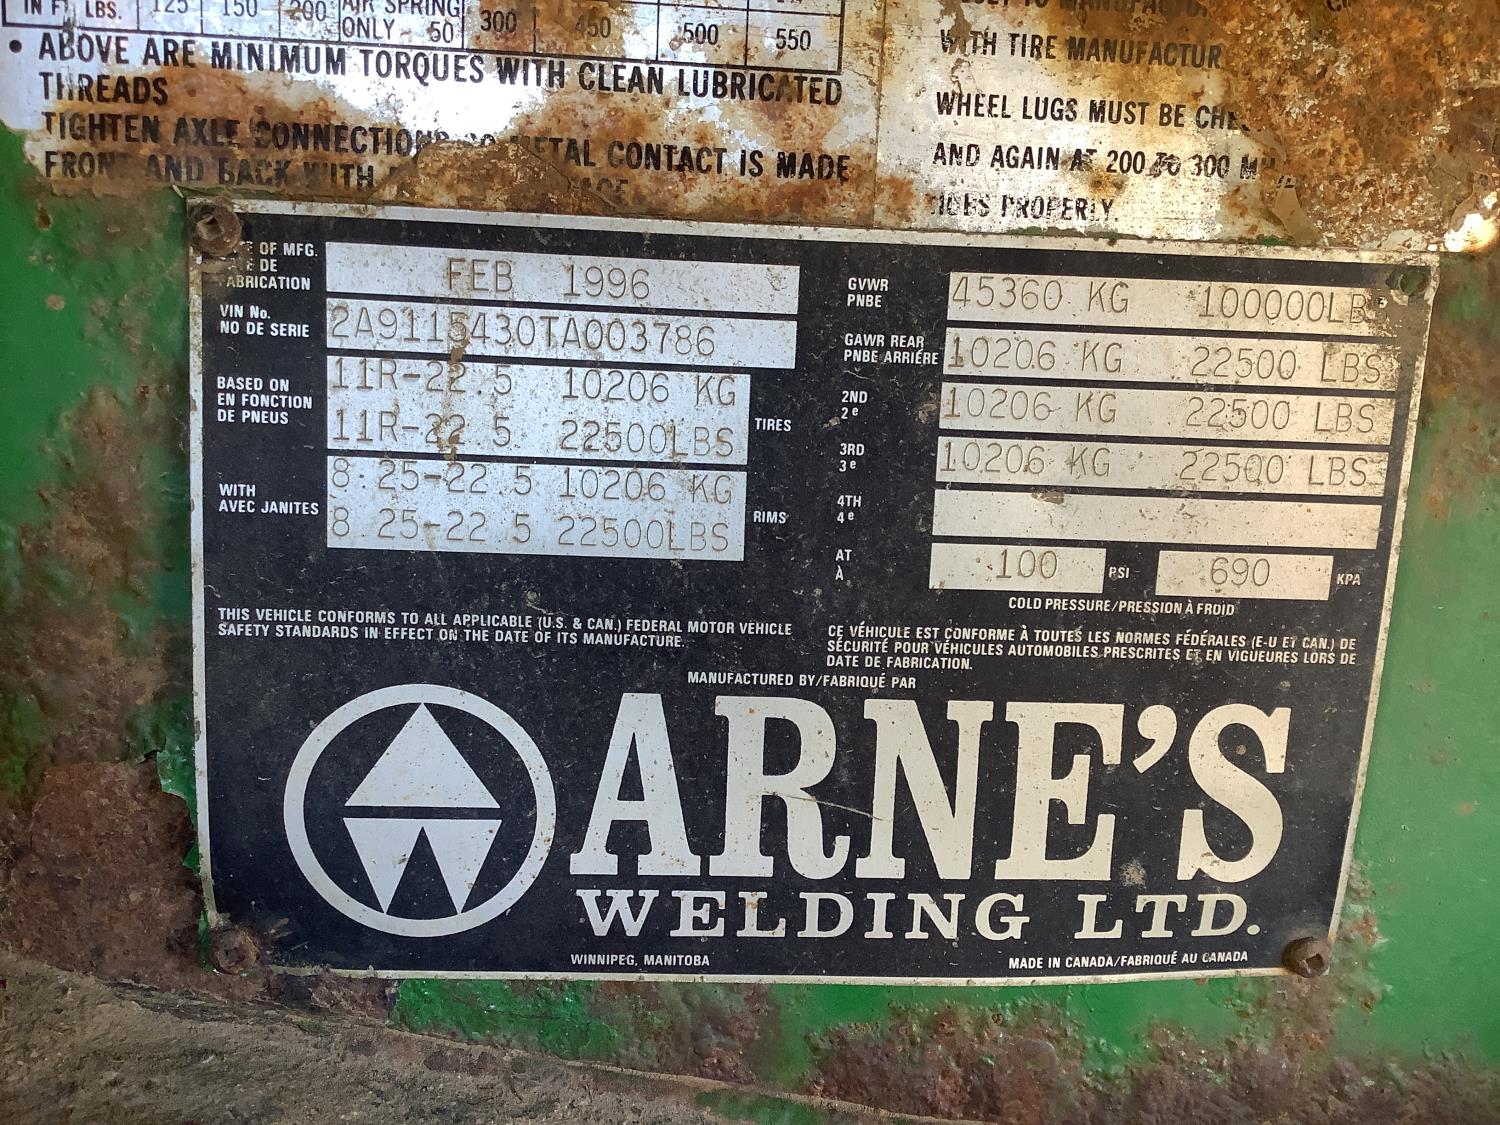 IN FT. LBS. 125 150 200 AIR SPRING ONLY 50 300 450 500 550
• ABOVE ARE MINIMUM TORQUES WITH CLEAN LUBRICATED
THREADS
TIGHTEN AXLE CONNECTIONS SO METAL CONTACT IS MADE
FRONT AND BACK WITH
WITH TIRE MANUFACTUR
WHEEL LUGS MUST BE CHE
AND AGAIN AT 200 TO 300
PROPERLY
OF MFG.
DE
FABRICATION
FEB 1996
VIN No.
NO DE SERIE
2A9115430TA003786
BASED ON
EN FONCTION
DE PNEUS
11R-22.5 10206 KG
11R-22.5 22500LBS
TIRES
WITH
AVEC JANITES
8.25-22.5 10206 KG
8 25-22 5 22500LBS
RIMS
GVWR
PNBE
45360 KG 100000LBS
GAWR REAR
PNBE ARRIÉRE
10206 KG 22500 LBS
2ND
2e
10206 KG 22500 LBS
3RD
3e
10206 KG 22500 LBS
4TH
4e
AT
À
100 PSI 690 KPA
COLD PRESSURE/PRESSION À FROID
THIS VEHICLE CONFORMS TO ALL APPLICABLE (U.S. & CAN.) FEDERAL MOTOR VEHICLE
SAFETY STANDARDS IN EFFECT ON THE DATE OF ITS MANUFACTURE.
CE VÉHICULE EST CONFORME À TOUTES LES NORMES FÉDÉRALES (E-U ET CAN.) DE
SÉCURITÉ POUR VÉHICULES AUTOMOBILES PRESCRITES ET EN VIGUEURES LORS DE
DATE DE FABRICATION.
MANUFACTURED BY/FABRIQUÉ PAR
ARNE'S
WELDING LTD.
WINNIPEG, MANITOBA
MADE IN CANADA/FABRIQUÉ AU CANADA